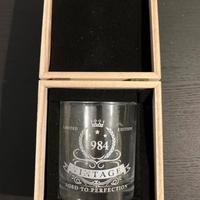 LIMITED EDITION
1984
VINTAGE
AGED TO PERFECTION